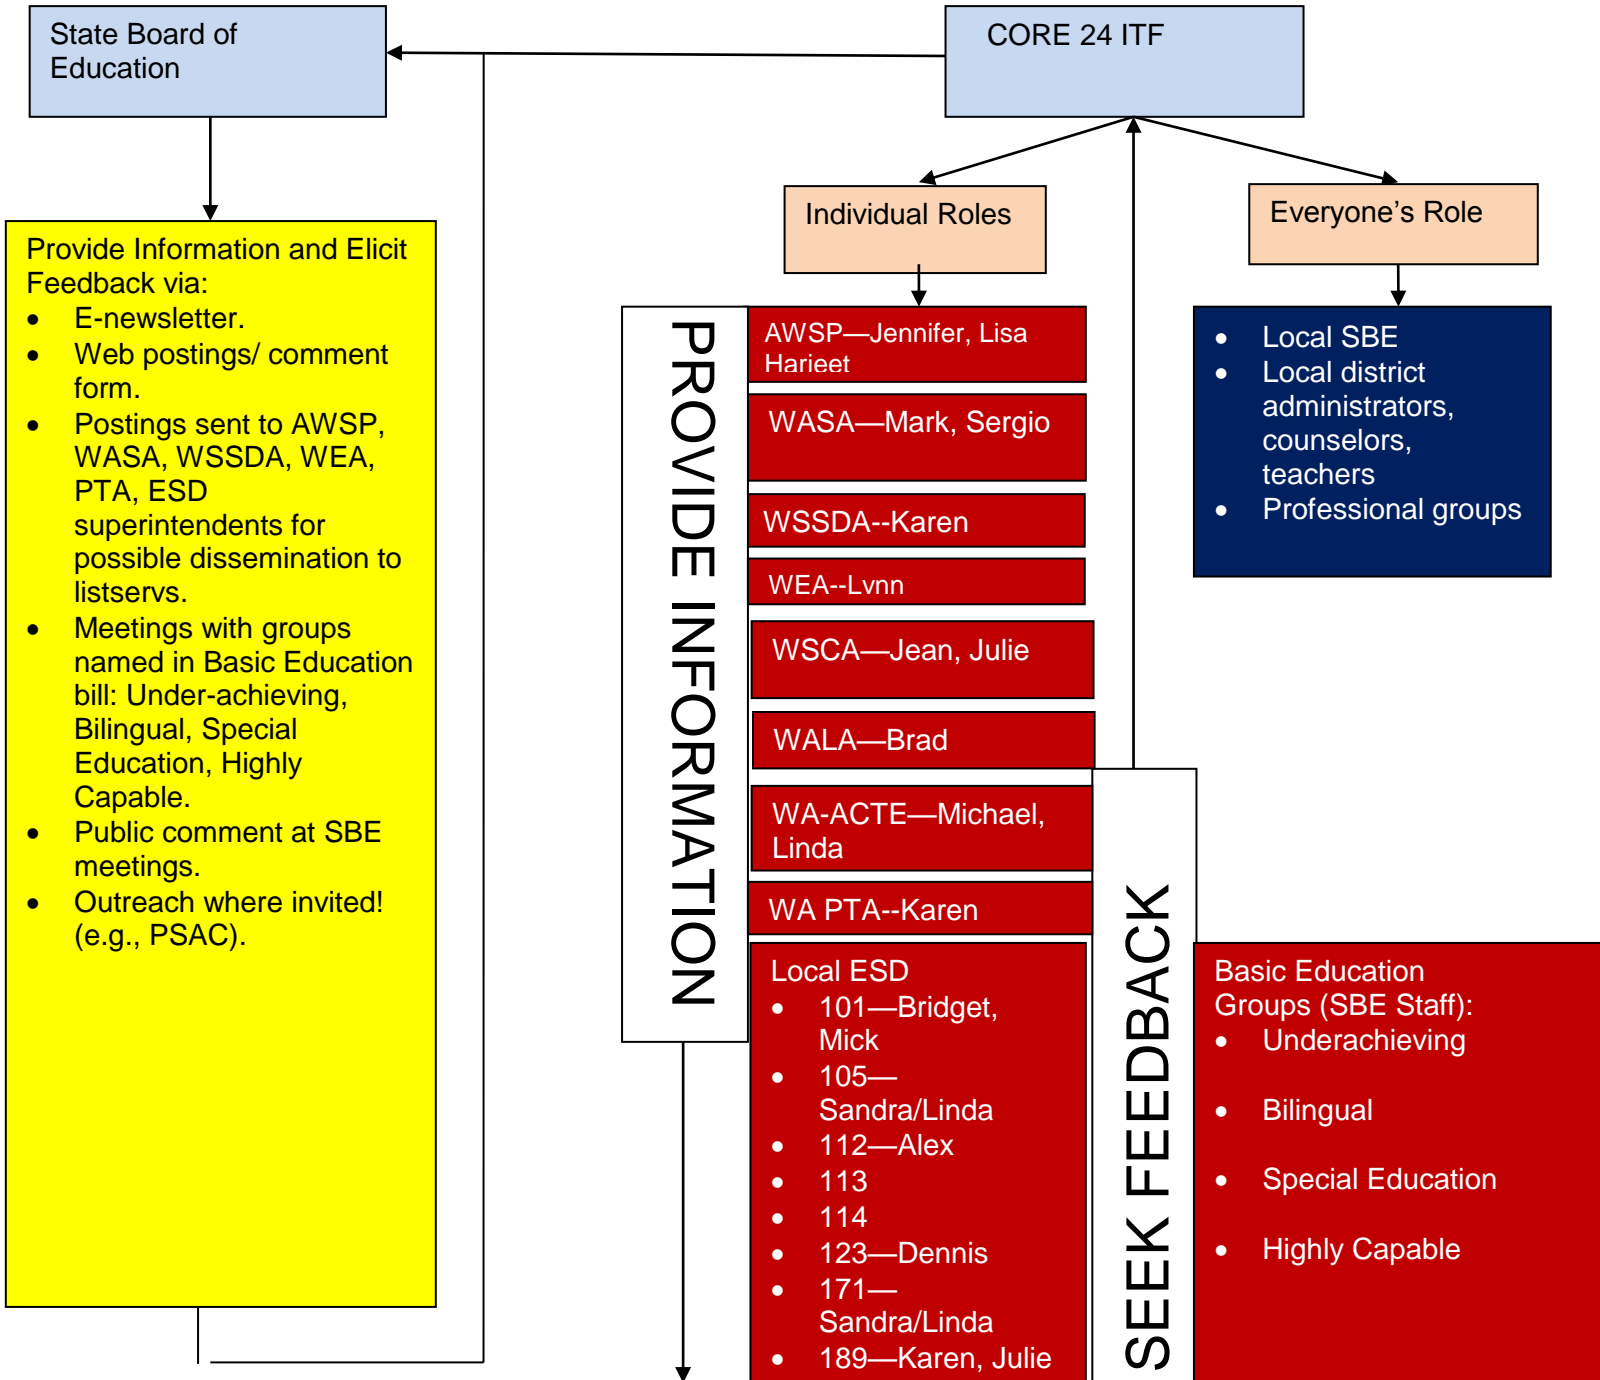 State Board of
Education
CORE 24 ITF
Individual Roles
Everyone’s Role
Provide Information and Elicit
Feedback via:
• E-newsletter.
• Web postings/ comment
form.
• Postings sent to AWSP,
WASA, WSSDA, WEA,
PTA, ESD
superintendents for
possible dissemination to
listservs.
• Meetings with groups
named in Basic Education
bill: Under-achieving,
Bilingual, Special
Education, Highly
Capable.
• Public comment at SBE
meetings.
• Outreach where invited!
(e.g., PSAC).
PROVIDE INFORMATION
AWSP—Jennifer, Lisa
Harjeet
WASA—Mark, Sergio
WSSDA--Karen
WEA--Lynn
WSCA—Jean, Julie
WALA—Brad
WA-ACTE—Michael,
Linda
WA PTA--Karen
Local ESD
• 101—Bridget,
Mick
• 105—
Sandra/Linda
• 112—Alex
• 113
• 114
• 123—Dennis
• 171—
Sandra/Linda
• 189—Karen, Julie
SEEK FEEDBACK
• Local SBE
• Local district
administrators,
counselors,
teachers
• Professional groups
Basic Education
Groups (SBE Staff):
• Underachieving
• Bilingual
• Special Education
• Highly Capable